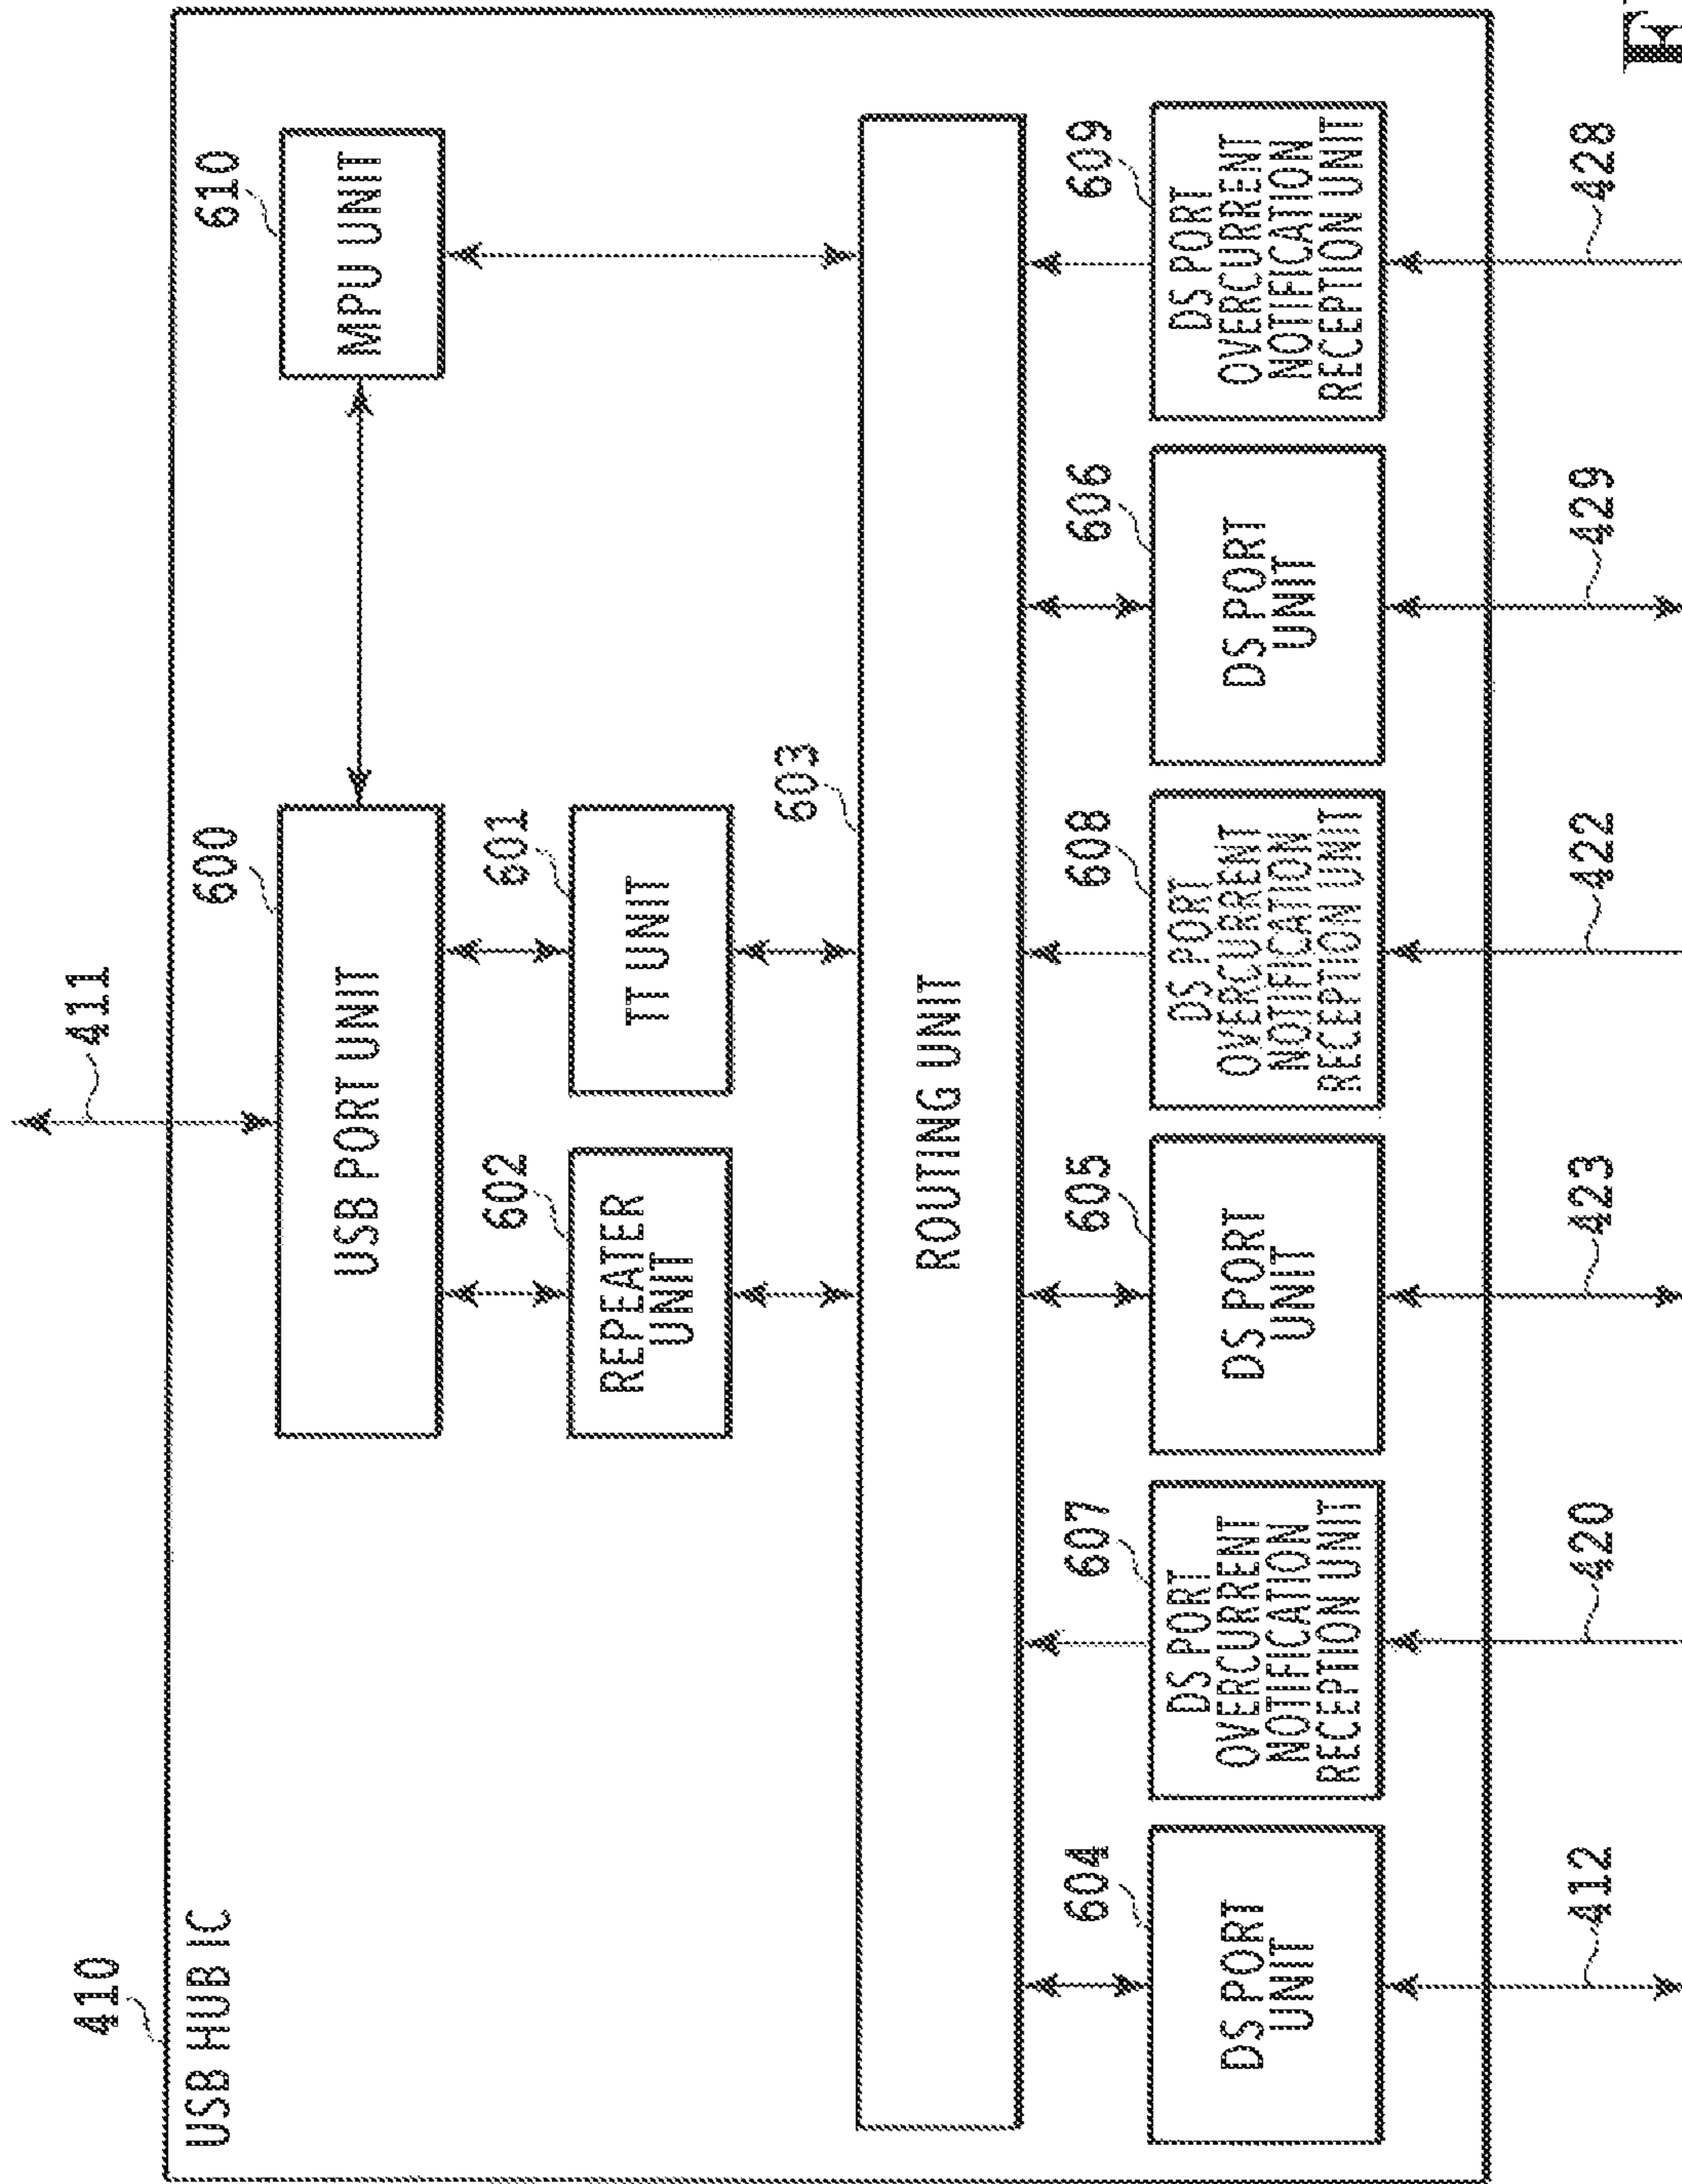 410
USB HUB IC
411
600
USB PORT UNIT
610
MPU UNIT
602
REPEATER
UNIT
601
TT UNIT
603
ROUTING UNIT
604
DS PORT
UNIT
607
DS PORT
OVERCURRENT
NOTIFICATION
RECEPTION UNIT
605
DS PORT
UNIT
608
DS PORT
OVERCURRENT
NOTIFICATION
RECEPTION UNIT
606
DS PORT
UNIT
609
DS PORT
OVERCURRENT
NOTIFICATION
RECEPTION UNIT
412
420
423
422
429
428